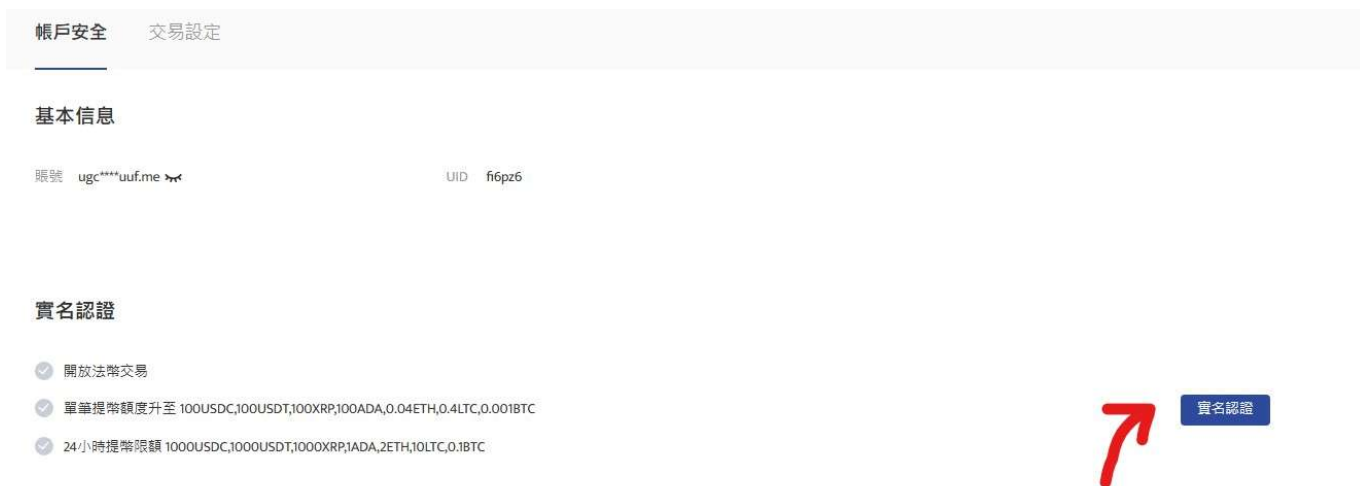 帳戶安全 交易設定
基本信息
賬號 ugc****uuf.me UID fi6pz6
實名認證
開放法幣交易
單筆提幣額度升至 100USDC,100USDT,100XRP,100ADA,0.04ETH,0.4LTC,0.001BTC
實名認證
24小時提幣限額 1000USDC,1000USDT,1000XRP,1ADA,2ETH,10LTC,0.1BTC